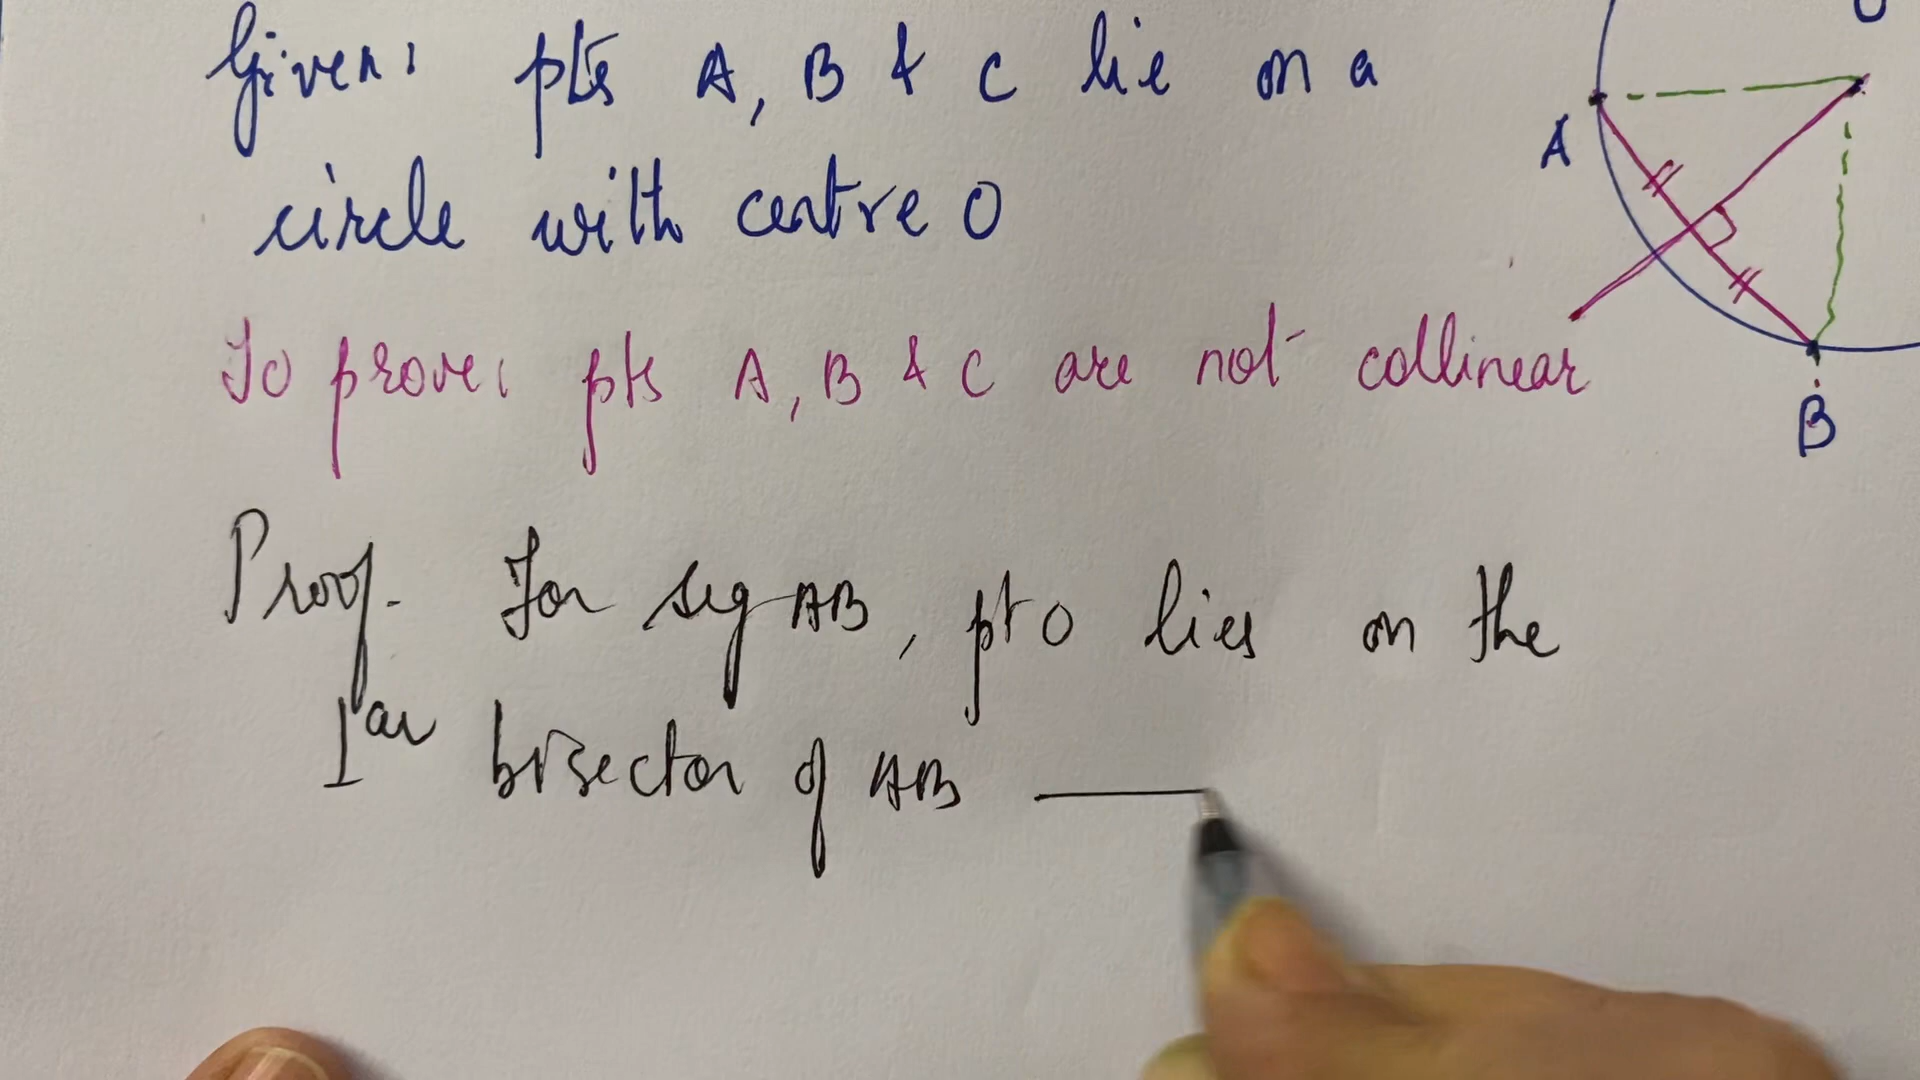 Given: pts A, B & C lie on a
circle with centre O
To prove: pts A, B & C are not collinear
Proof. For seg AB, pt O lies on the
⊥ar bisector of AB
A
B